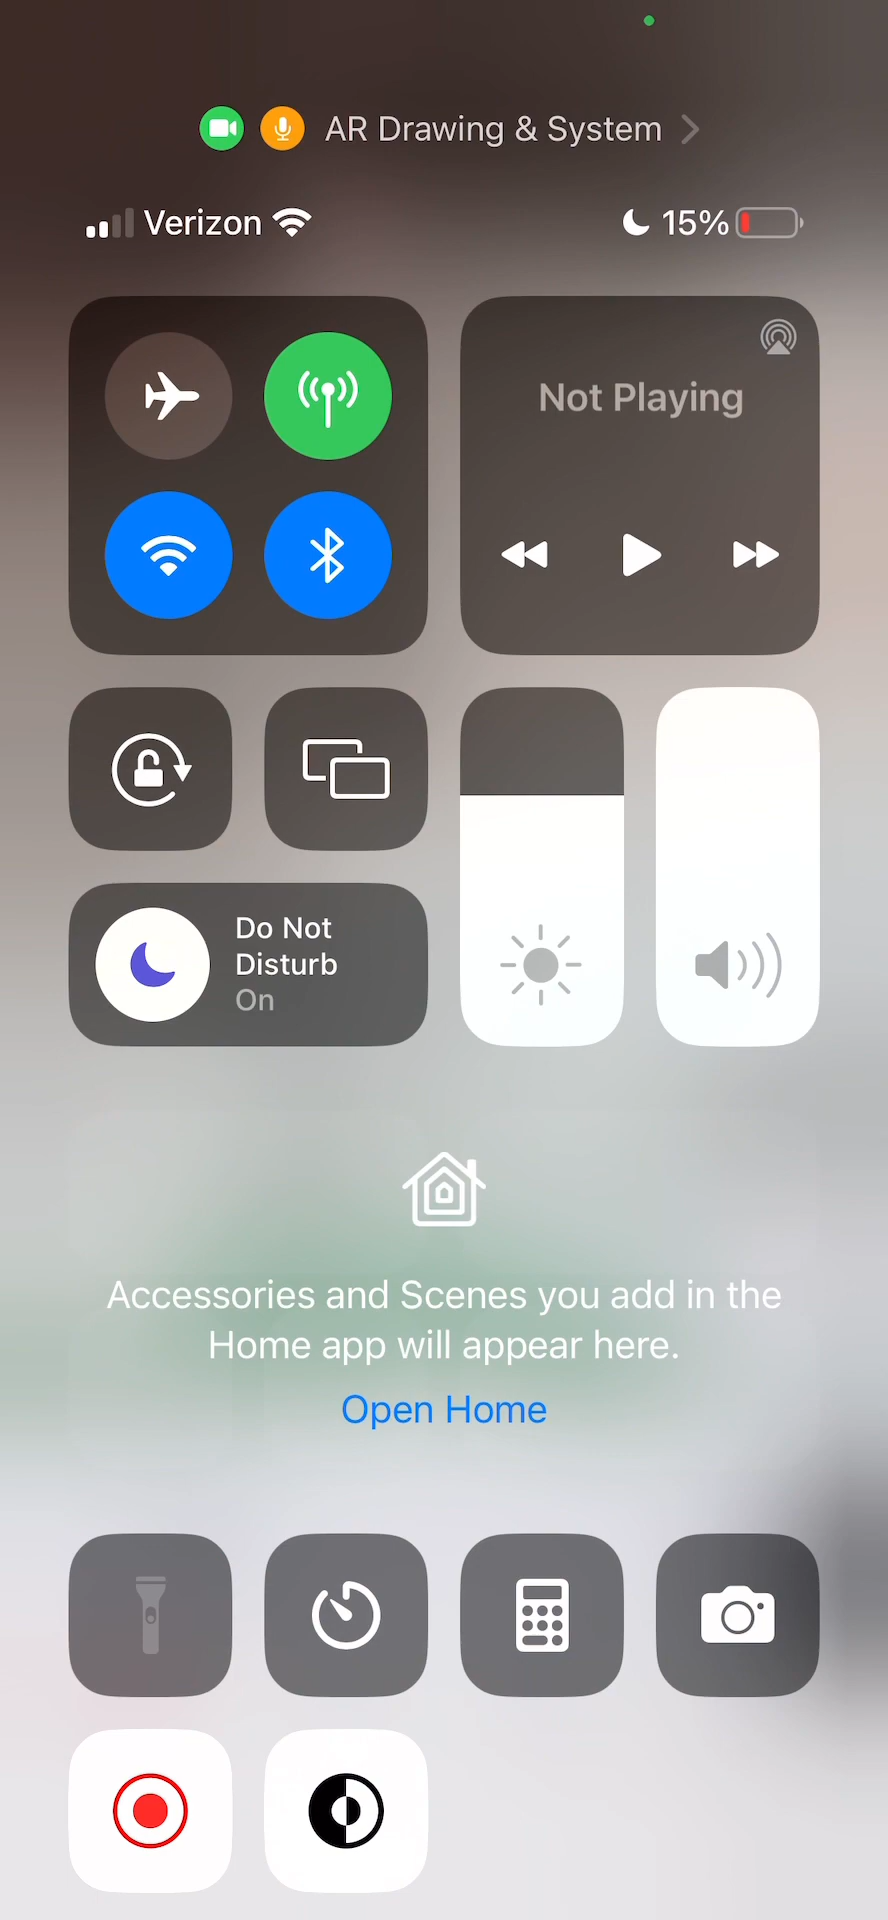 AR Drawing & System
Verizon
15%
Not Playing
Do Not
Disturb
On
Accessories and Scenes you add in the
Home app will appear here.
Open Home